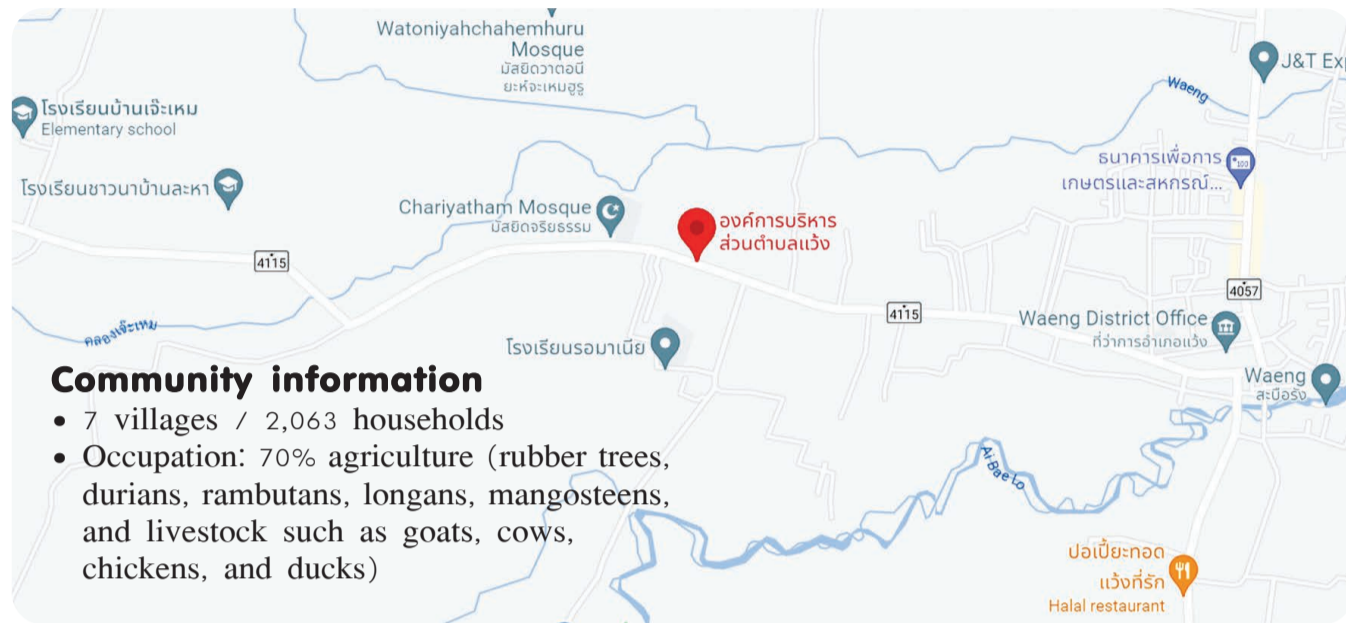 Watoniyahchahemhuru
Mosque
มัสยิดวาตอนี
ยะห์จะเหมฮูรู
J&T Exp
Waeng
โรงเรียนบ้านเจ๊ะเหม
Elementary school
ธนาคารเพื่อการ
เกษตรและสหกรณ์...
โรงเรียนชาวนาบ้านละหา
Chariyatham Mosque
มัสยิดจริยธรรม
องค์การบริหาร
ส่วนตำบลแว้ง
4115
4057
4115
Waeng District Office
ที่ว่าการอำเภอแว้ง
คลองเจ๊ะเหม
โรงเรียนรอมาเนีย
Waeng
สะบือรัง
Community information
• 7 villages / 2,063 households
• Occupation: 70% agriculture (rubber trees,
durians, rambutans, longans, mangosteens,
and livestock such as goats, cows,
chickens, and ducks)
Ai Bae Lo
ปอเปี๊ยะทอด
แว้งที่รัก
Halal restaurant